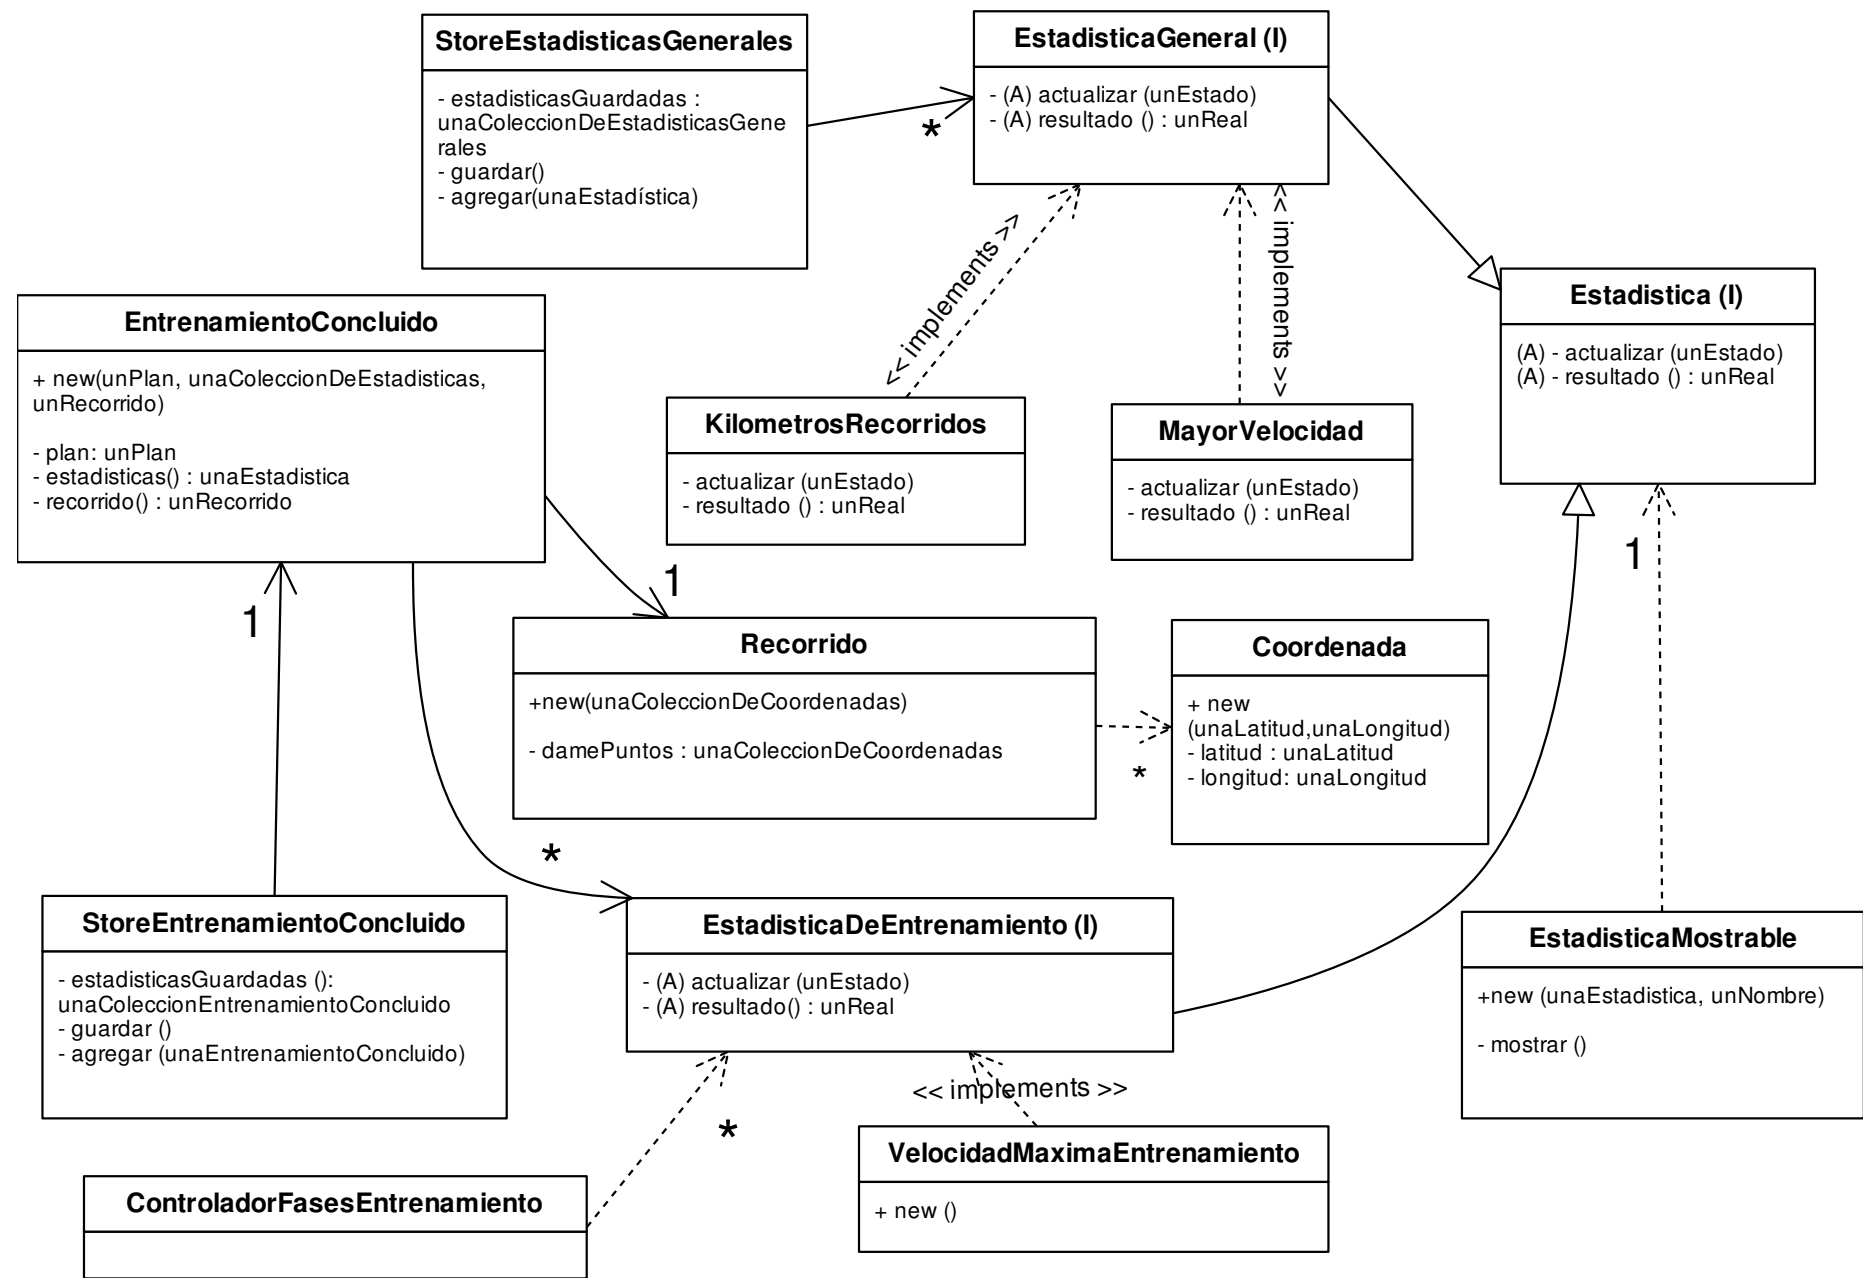 StoreEstadisticasGenerales
- estadisticasGuardadas :
unaColeccionDeEstadisticasGene
rales
- guardar()
- agregar(unaEstadística)
*
EstadisticaGeneral (I)
- (A) actualizar (unEstado)
- (A) resultado () : unReal
<< implements >>
<< implements >>
Estadistica (I)
(A) - actualizar (unEstado)
(A) - resultado () : unReal
EntrenamientoConcluido
+ new(unPlan, unaColeccionDeEstadisticas,
unRecorrido)
- plan: unPlan
- estadisticas() : unaEstadistica
- recorrido() : unRecorrido
KilometrosRecorridos
- actualizar (unEstado)
- resultado () : unReal
MayorVelocidad
- actualizar (unEstado)
- resultado () : unReal
1
1
1
Recorrido
+new(unaColeccionDeCoordenadas)
- damePuntos : unaColeccionDeCoordenadas
*
Coordenada
+ new
(unaLatitud,unaLongitud)
- latitud : unaLatitud
- longitud: unaLongitud
*
StoreEntrenamientoConcluido
- estadisticasGuardadas ():
unaColeccionEntrenamientoConcluido
- guardar ()
- agregar (unaEntrenamientoConcluido)
EstadisticaDeEntrenamiento (I)
- (A) actualizar (unEstado)
- (A) resultado() : unReal
EstadisticaMostrable
+new (unaEstadistica, unNombre)
- mostrar ()
<< implements >>
*
VelocidadMaximaEntrenamiento
+ new ()
ControladorFasesEntrenamiento